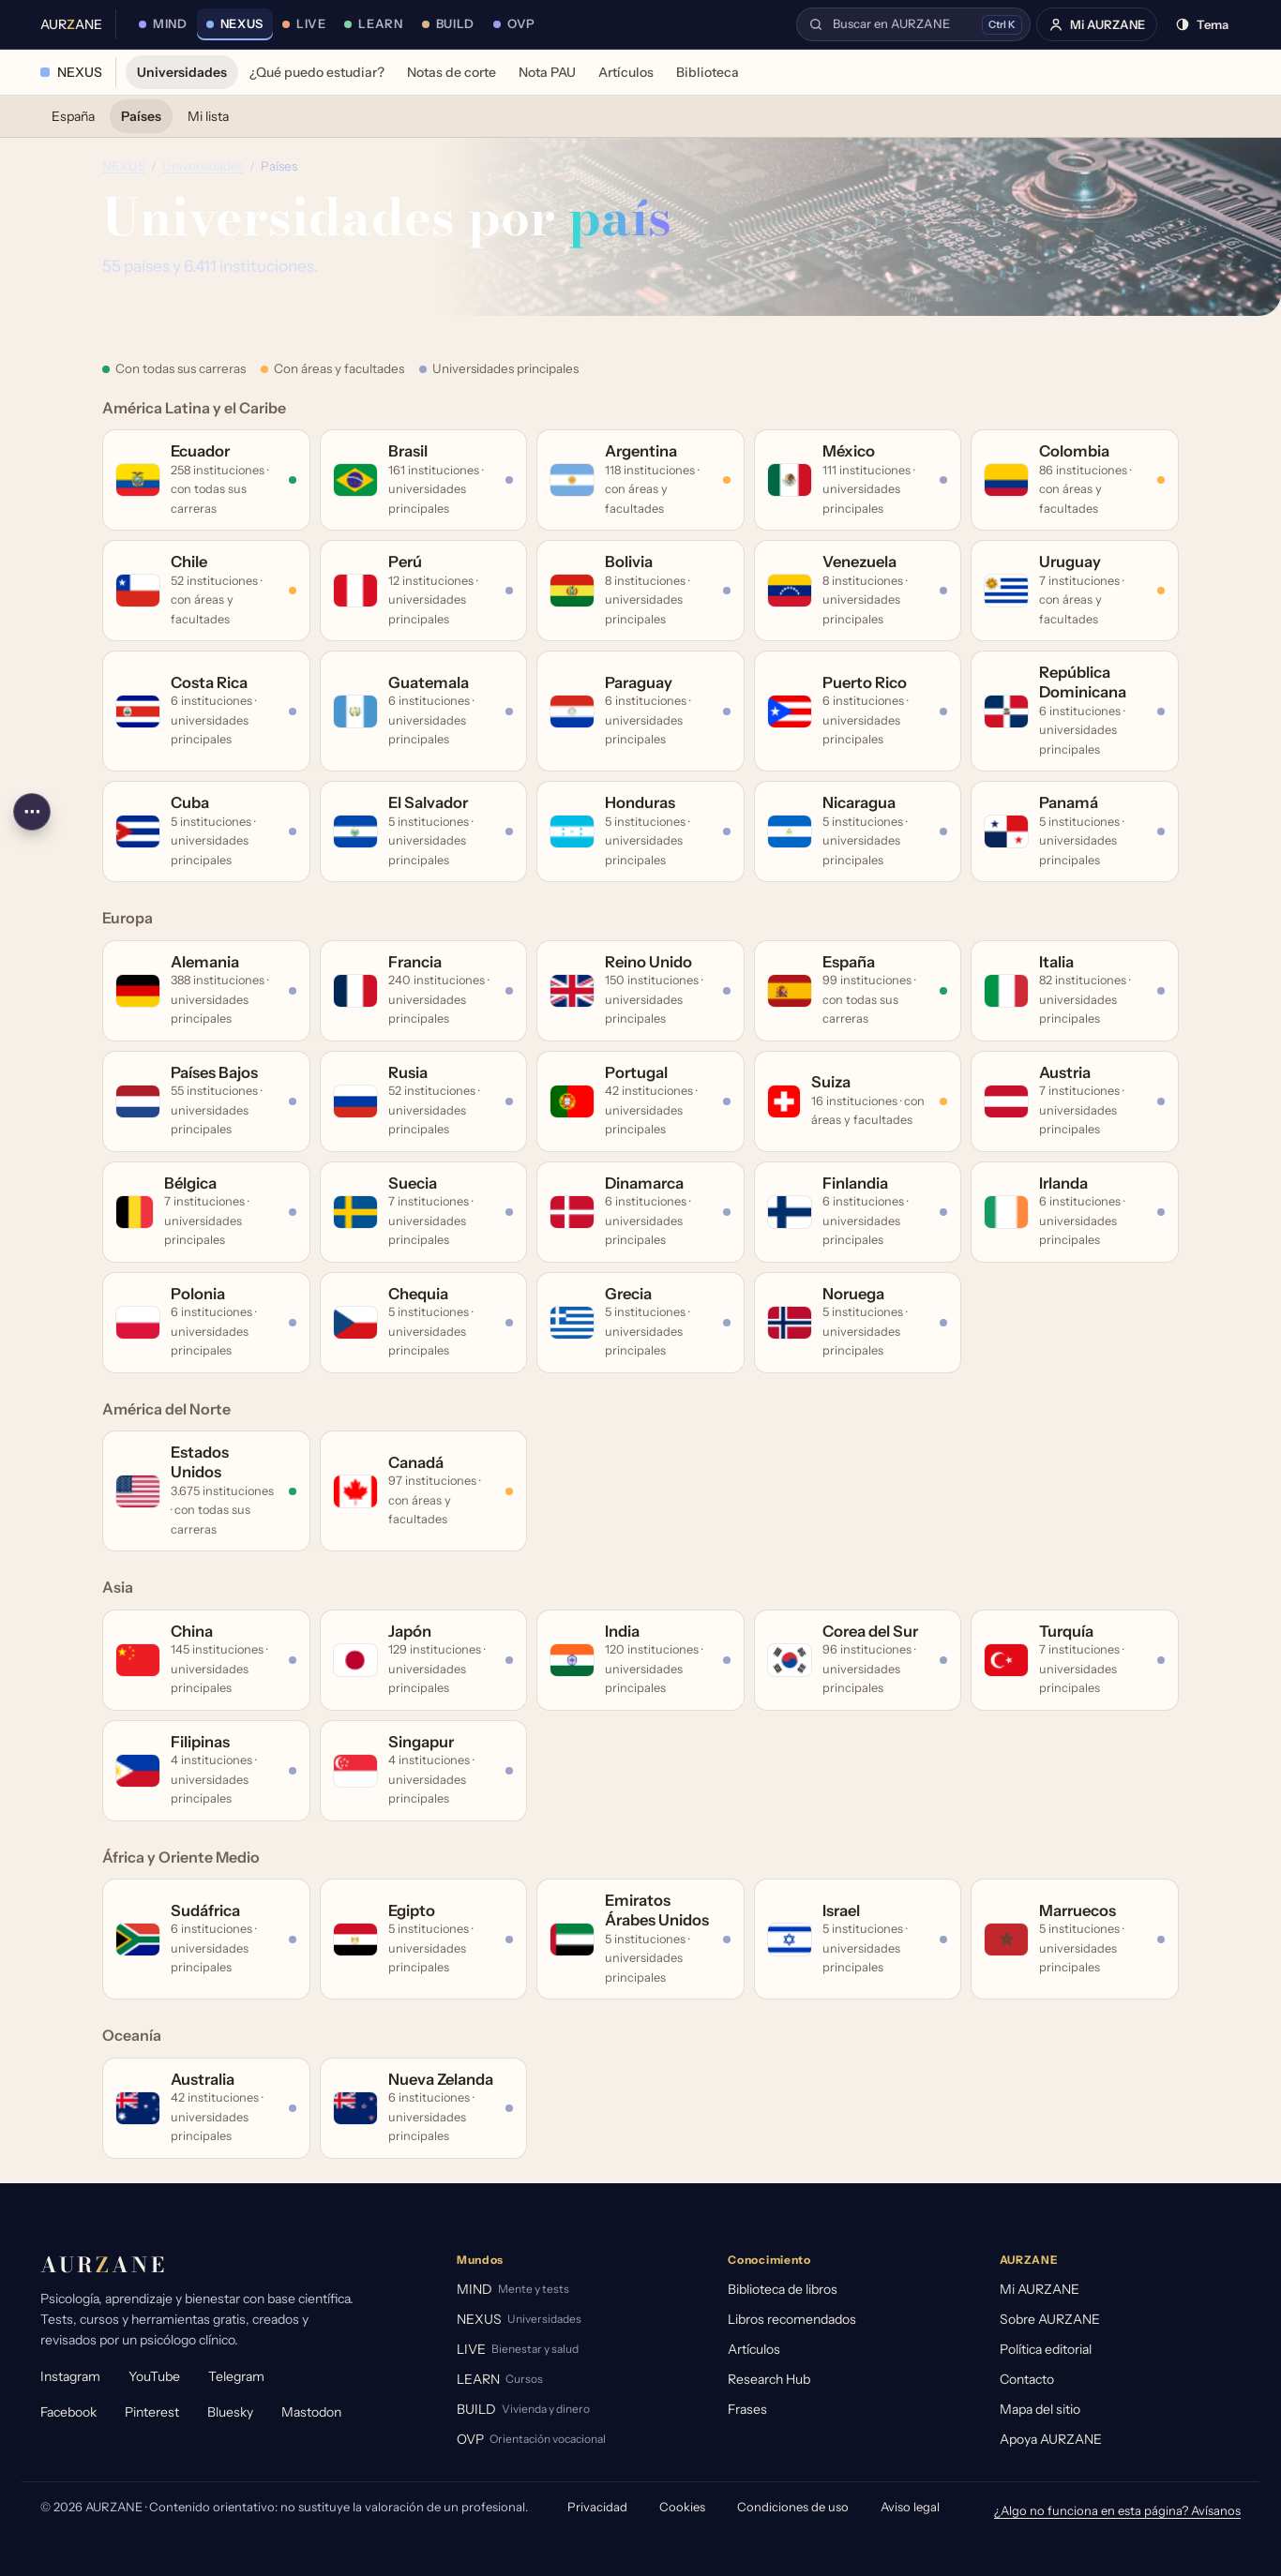 AURZANE
MIND
NEXUS
LIVE
LEARN
BUILD
OVP
Buscar en AURZANE
Ctrl K
Mi AURZANE
Tema
NEXUS
Universidades
¿Qué puedo estudiar?
Notas de corte
Nota PAU
Artículos
Biblioteca
España
Países
Mi lista
NEXUS / Universidades / Países
Universidades por país
55 países y 6.411 instituciones.
Con todas sus carreras
Con áreas y facultades
Universidades principales
América Latina y el Caribe
Ecuador
258 instituciones ·
con todas sus
carreras
Brasil
161 instituciones ·
universidades
principales
Argentina
118 instituciones ·
con áreas y
facultades
México
111 instituciones ·
universidades
principales
Colombia
86 instituciones ·
con áreas y
facultades
Chile
52 instituciones ·
con áreas y
facultades
Perú
12 instituciones ·
universidades
principales
Bolivia
8 instituciones ·
universidades
principales
Venezuela
8 instituciones ·
universidades
principales
Uruguay
7 instituciones ·
con áreas y
facultades
Costa Rica
6 instituciones ·
universidades
principales
Guatemala
6 instituciones ·
universidades
principales
Paraguay
6 instituciones ·
universidades
principales
Puerto Rico
6 instituciones ·
universidades
principales
República
Dominicana
6 instituciones ·
universidades
principales
Cuba
5 instituciones ·
universidades
principales
El Salvador
5 instituciones ·
universidades
principales
Honduras
5 instituciones ·
universidades
principales
Nicaragua
5 instituciones ·
universidades
principales
Panamá
5 instituciones ·
universidades
principales
Europa
Alemania
388 instituciones ·
universidades
principales
Francia
240 instituciones ·
universidades
principales
Reino Unido
150 instituciones ·
universidades
principales
España
99 instituciones ·
con todas sus
carreras
Italia
82 instituciones ·
universidades
principales
Países Bajos
55 instituciones ·
universidades
principales
Rusia
52 instituciones ·
universidades
principales
Portugal
42 instituciones ·
universidades
principales
Suiza
16 instituciones · con
áreas y facultades
Austria
7 instituciones ·
universidades
principales
Bélgica
7 instituciones ·
universidades
principales
Suecia
7 instituciones ·
universidades
principales
Dinamarca
6 instituciones ·
universidades
principales
Finlandia
6 instituciones ·
universidades
principales
Irlanda
6 instituciones ·
universidades
principales
Polonia
6 instituciones ·
universidades
principales
Chequia
5 instituciones ·
universidades
principales
Grecia
5 instituciones ·
universidades
principales
Noruega
5 instituciones ·
universidades
principales
América del Norte
Estados
Unidos
3.675 instituciones
· con todas sus
carreras
Canadá
97 instituciones ·
con áreas y
facultades
Asia
China
145 instituciones ·
universidades
principales
Japón
129 instituciones ·
universidades
principales
India
120 instituciones ·
universidades
principales
Corea del Sur
96 instituciones ·
universidades
principales
Turquía
7 instituciones ·
universidades
principales
Filipinas
4 instituciones ·
universidades
principales
Singapur
4 instituciones ·
universidades
principales
África y Oriente Medio
Sudáfrica
6 instituciones ·
universidades
principales
Egipto
5 instituciones ·
universidades
principales
Emiratos
Árabes Unidos
5 instituciones ·
universidades
principales
Israel
5 instituciones ·
universidades
principales
Marruecos
5 instituciones ·
universidades
principales
Oceanía
Australia
42 instituciones ·
universidades
principales
Nueva Zelanda
6 instituciones ·
universidades
principales
AURZANE
Psicología, aprendizaje y bienestar con base científica.
Tests, cursos y herramientas gratis, creados y
revisados por un psicólogo clínico.
Instagram
YouTube
Telegram
Facebook
Pinterest
Bluesky
Mastodon
Mundos
MIND Mente y tests
NEXUS Universidades
LIVE Bienestar y salud
LEARN Cursos
BUILD Vivienda y dinero
OVP Orientación vocacional
Conocimiento
Biblioteca de libros
Libros recomendados
Artículos
Research Hub
Frases
AURZANE
Mi AURZANE
Sobre AURZANE
Política editorial
Contacto
Mapa del sitio
Apoya AURZANE
© 2026 AURZANE · Contenido orientativo: no sustituye la valoración de un profesional.
Privacidad
Cookies
Condiciones de uso
Aviso legal
¿Algo no funciona en esta página? Avísanos